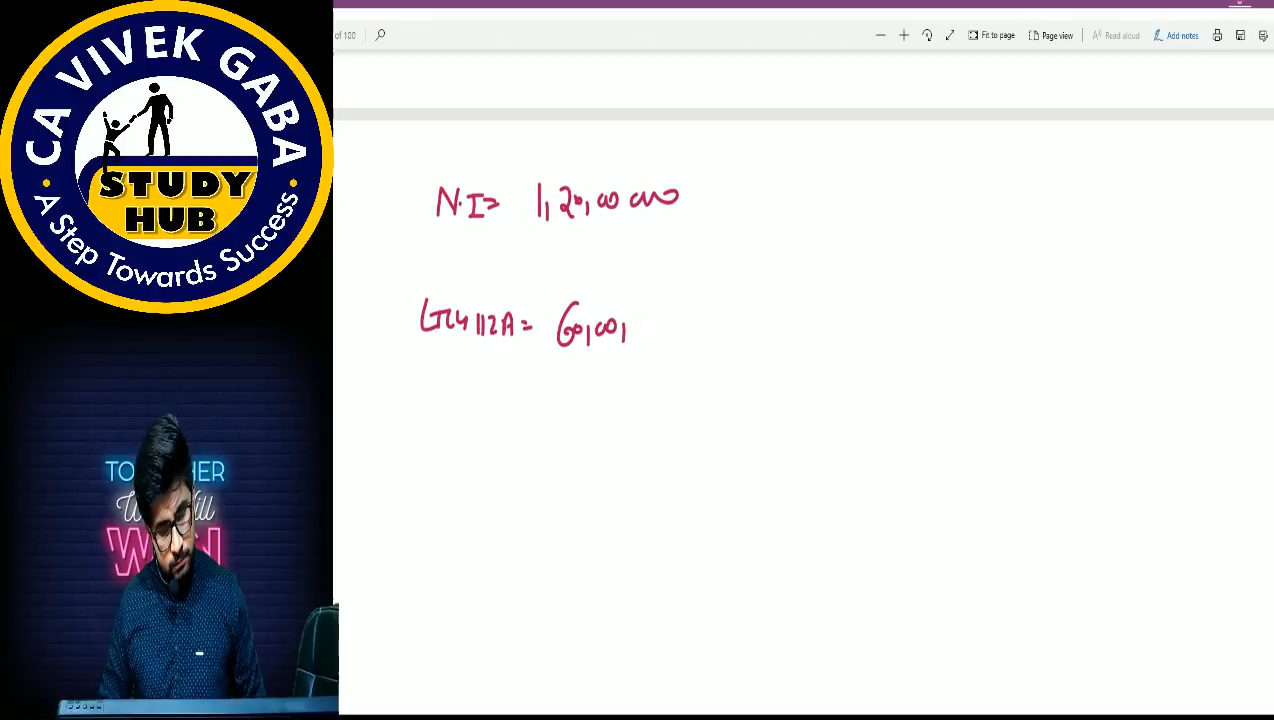 CA VIVEK GABA
STUDY
HUB
A Step Towards Success
of 100
Fit to page
Page view
Read aloud
Add notes
N.I = 1,20,00 000
112A = 60,00,